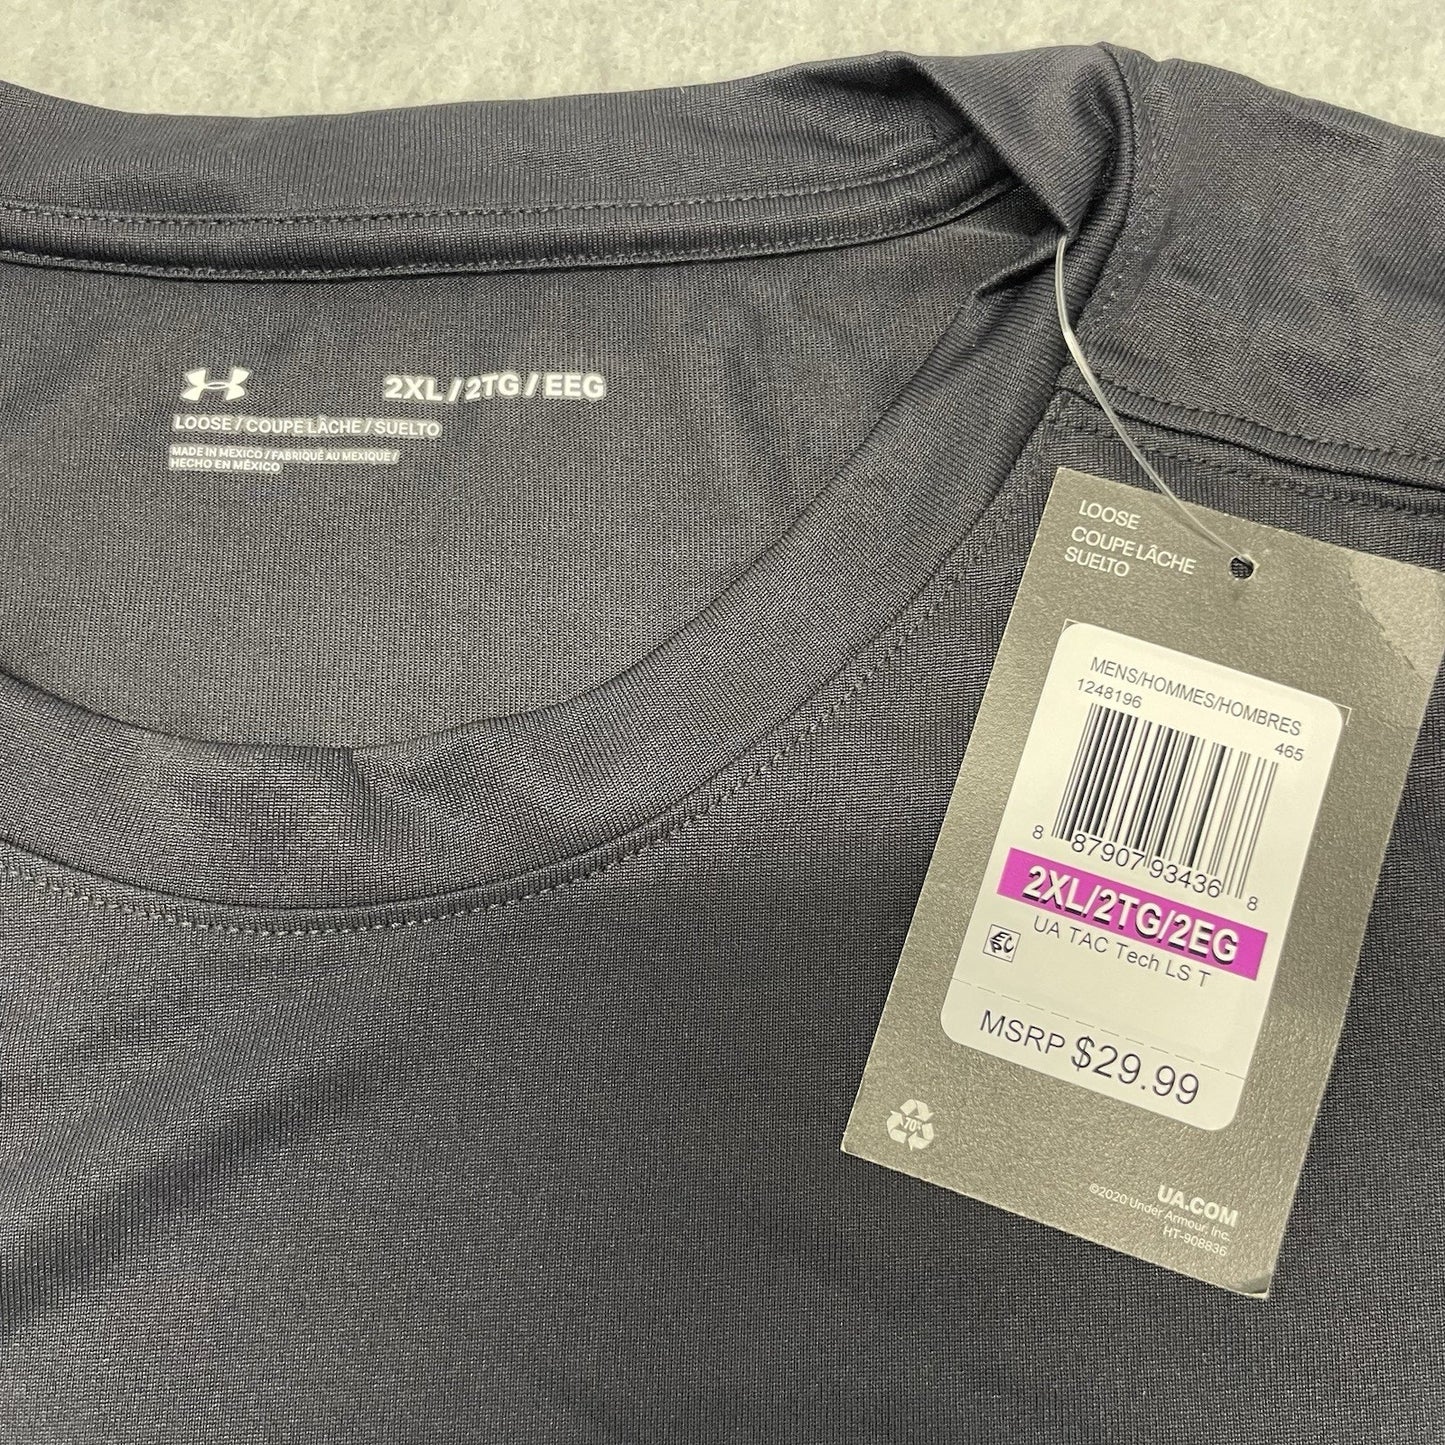 2XL / 2TG / EEG
LOOSE / COUPE LÂCHE / SUELTO
MADE IN MEXICO / FABRIQUÉ AU MEXIQUE /
HECHO EN MÉXICO
LOOSE
COUPE LÂCHE
SUELTO
MENS/HOMMES/HOMBRES
1248196
465
8 87907 93436 8
2XL/2TG/2EG
UA TAC Tech LS T
MSRP $29.99
UA.COM
©2020 Under Armour, Inc.
HT-908836